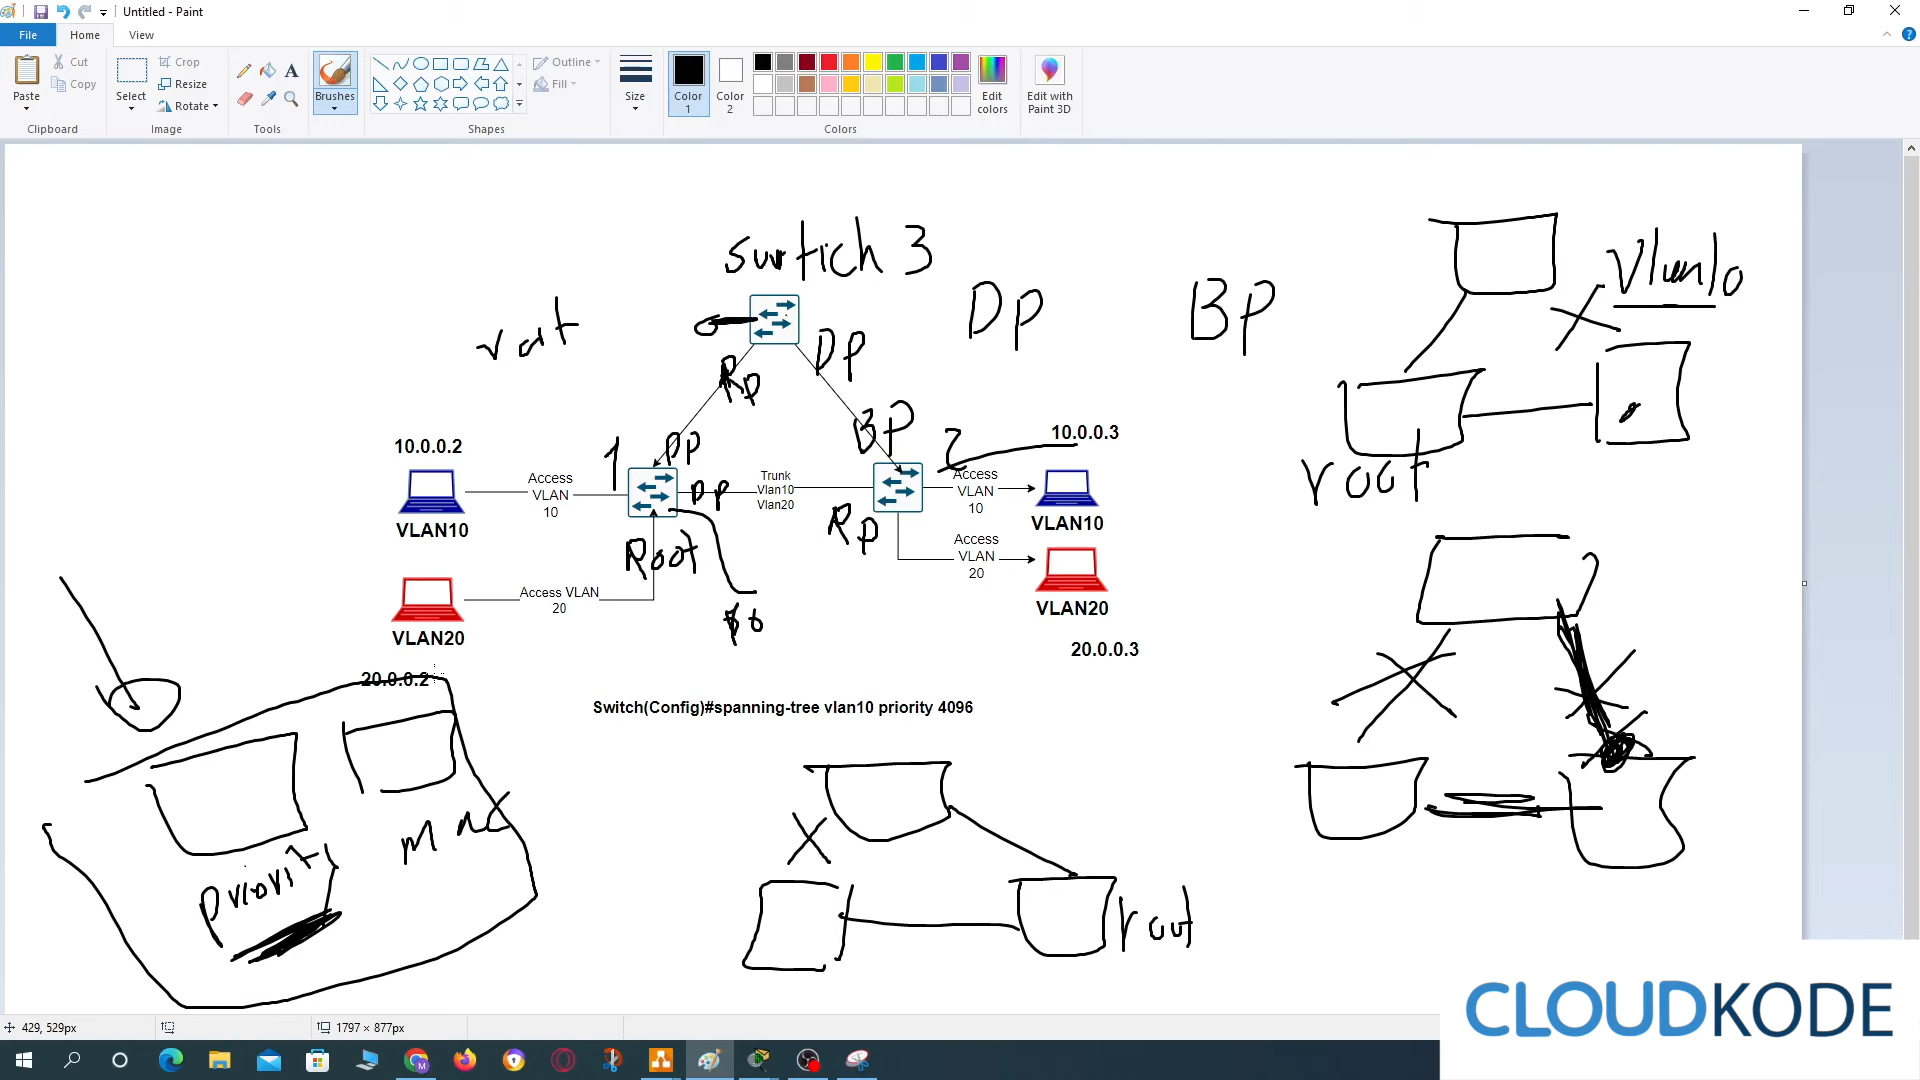 Untitled - Paint
File
Home
View
Paste
Cut
Copy
Clipboard
Select
Crop
Resize
Rotate
Image
Tools
Brushes
Shapes
Outline
Fill
Size
Color 1
Color 2
Colors
Edit colors
Edit with Paint 3D
surtich 3
DP
BP
Vlan10
root
RP
DP
BP
10.0.0.2
1
DP
2
10.0.0.3
Access VLAN 10
DP
Trunk Vlan10 Vlan20
Access VLAN 10
root
VLAN10
RP
VLAN10
Root
Access VLAN 20
Access VLAN 20
VLAN20
VLAN20
20.0.0.3
20.0.0.2
Switch(Config)#spanning-tree vlan10 priority 4096
MAC
priority
root
429, 529px
1797 × 877px
CLOUDKODE